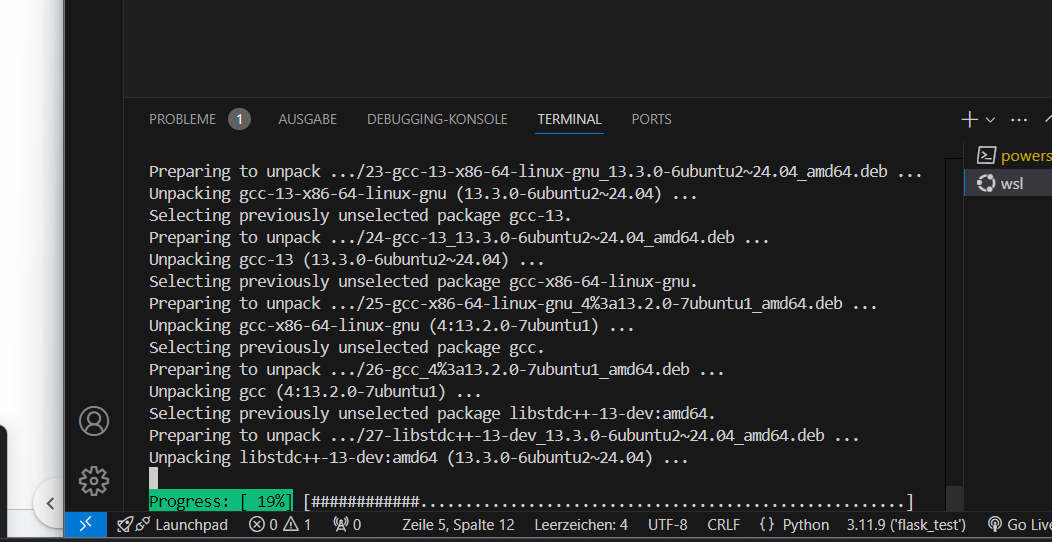 PROBLEME 1 AUSGABE DEBUGGING-KONSOLE TERMINAL PORTS
powers
wsl
Preparing to unpack .../23-gcc-13-x86-64-linux-gnu_13.3.0-6ubuntu2~24.04_amd64.deb ...
Unpacking gcc-13-x86-64-linux-gnu (13.3.0-6ubuntu2~24.04) ...
Selecting previously unselected package gcc-13.
Preparing to unpack .../24-gcc-13_13.3.0-6ubuntu2~24.04_amd64.deb ...
Unpacking gcc-13 (13.3.0-6ubuntu2~24.04) ...
Selecting previously unselected package gcc-x86-64-linux-gnu.
Preparing to unpack .../25-gcc-x86-64-linux-gnu_4%3a13.2.0-7ubuntu1_amd64.deb ...
Unpacking gcc-x86-64-linux-gnu (4:13.2.0-7ubuntu1) ...
Selecting previously unselected package gcc.
Preparing to unpack .../26-gcc_4%3a13.2.0-7ubuntu1_amd64.deb ...
Unpacking gcc (4:13.2.0-7ubuntu1) ...
Selecting previously unselected package libstdc++-13-dev:amd64.
Preparing to unpack .../27-libstdc++-13-dev_13.3.0-6ubuntu2~24.04_amd64.deb ...
Unpacking libstdc++-13-dev:amd64 (13.3.0-6ubuntu2~24.04) ...
Progress: [ 19%] [############......................................................]
Launchpad 0 1 0 Zeile 5, Spalte 12 Leerzeichen: 4 UTF-8 CRLF {} Python 3.11.9 ('flask_test') Go Live